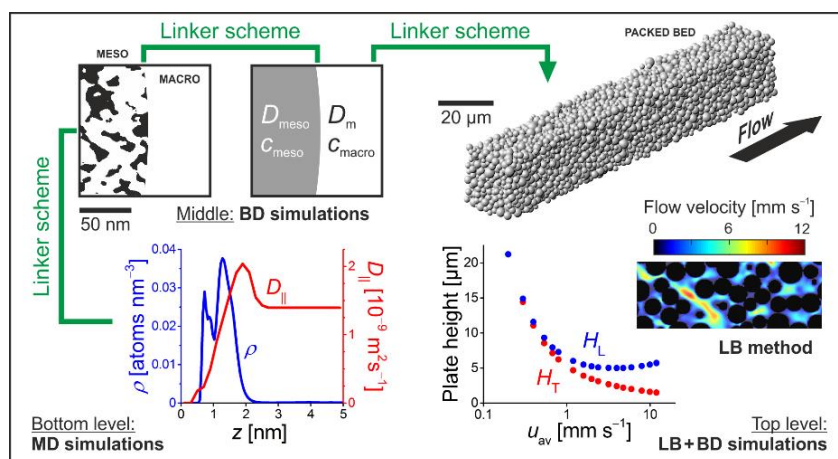 Linker scheme
Linker scheme
MESO
MACRO
D_meso
c_meso
D_m
c_macro
50 nm
Middle: BD simulations
Linker scheme
PACKED BED
20 μm
Flow
Flow velocity [mm s⁻¹]
0 6 12
LB method
ρ [atoms nm⁻³]
0.04
0.03
0.02
0.01
0
D_||
ρ
2
1
0
D_|| [10⁻⁹ m² s⁻¹]
0 1 2 3 4 5
z [nm]
Bottom level:
MD simulations
Plate height [μm]
25
20
15
10
5
0
H_L
H_T
0.1 1 10
u_av [mm s⁻¹]
Top level:
LB + BD simulations